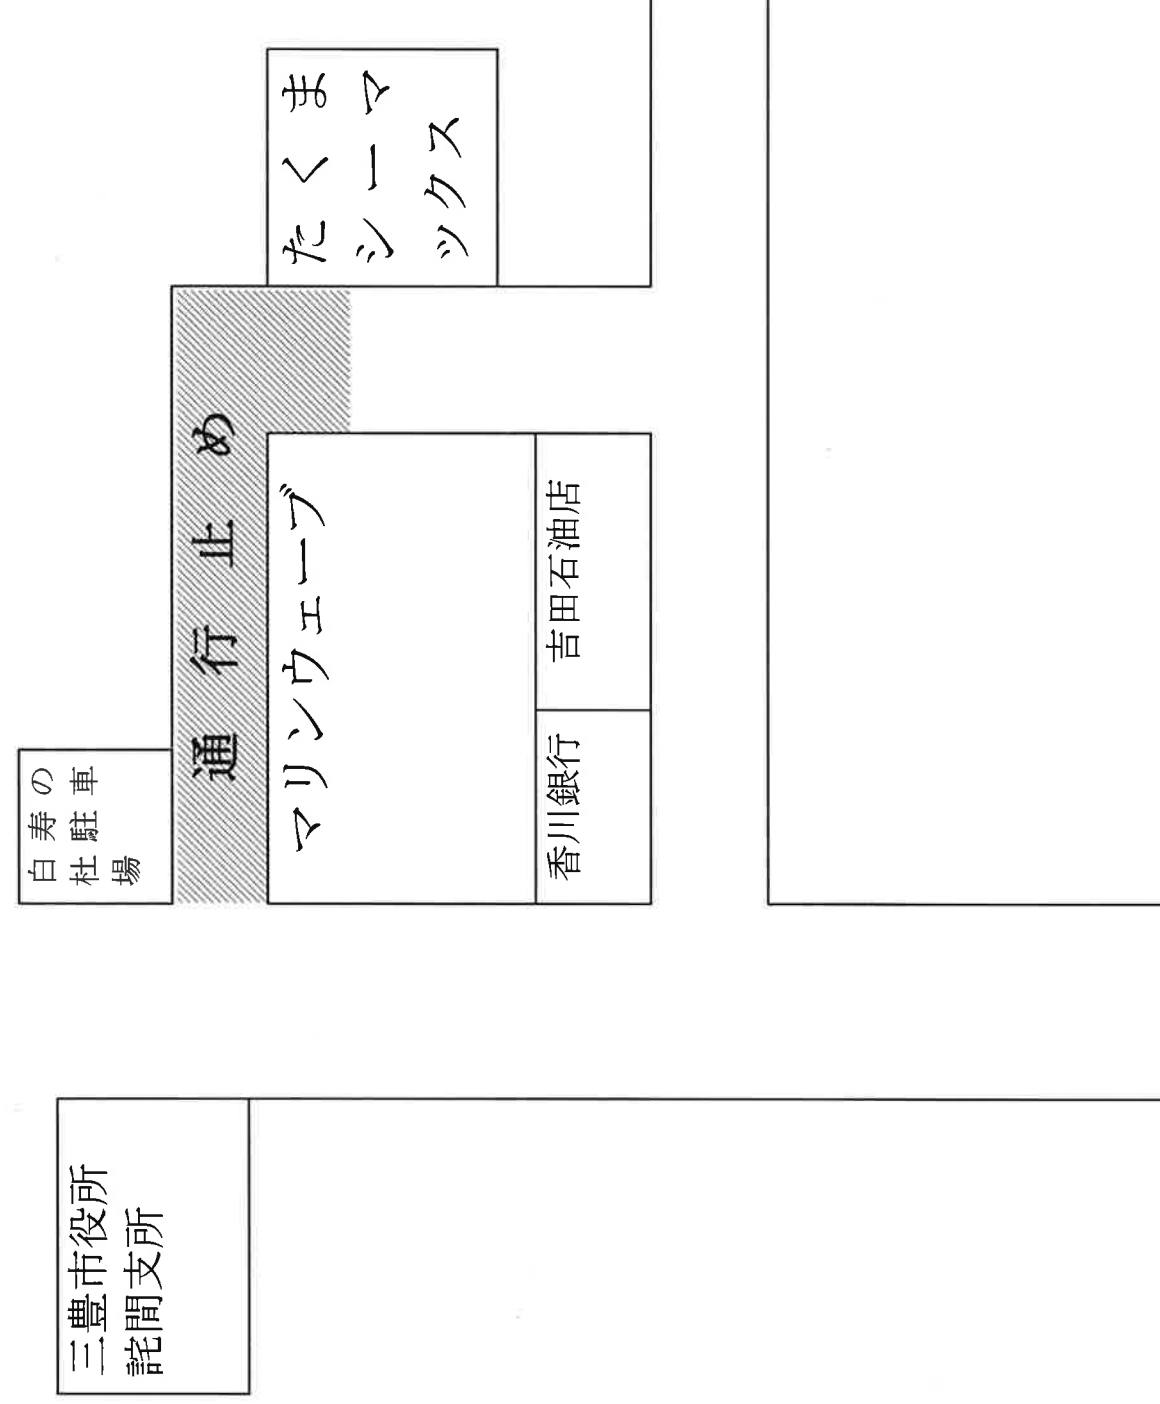 三豊市役所
詫間支所
白寿の
杜駐車
場
通行止め
マリンウェーブ
香川銀行
吉田石油店
たくま
シーマ
ックス